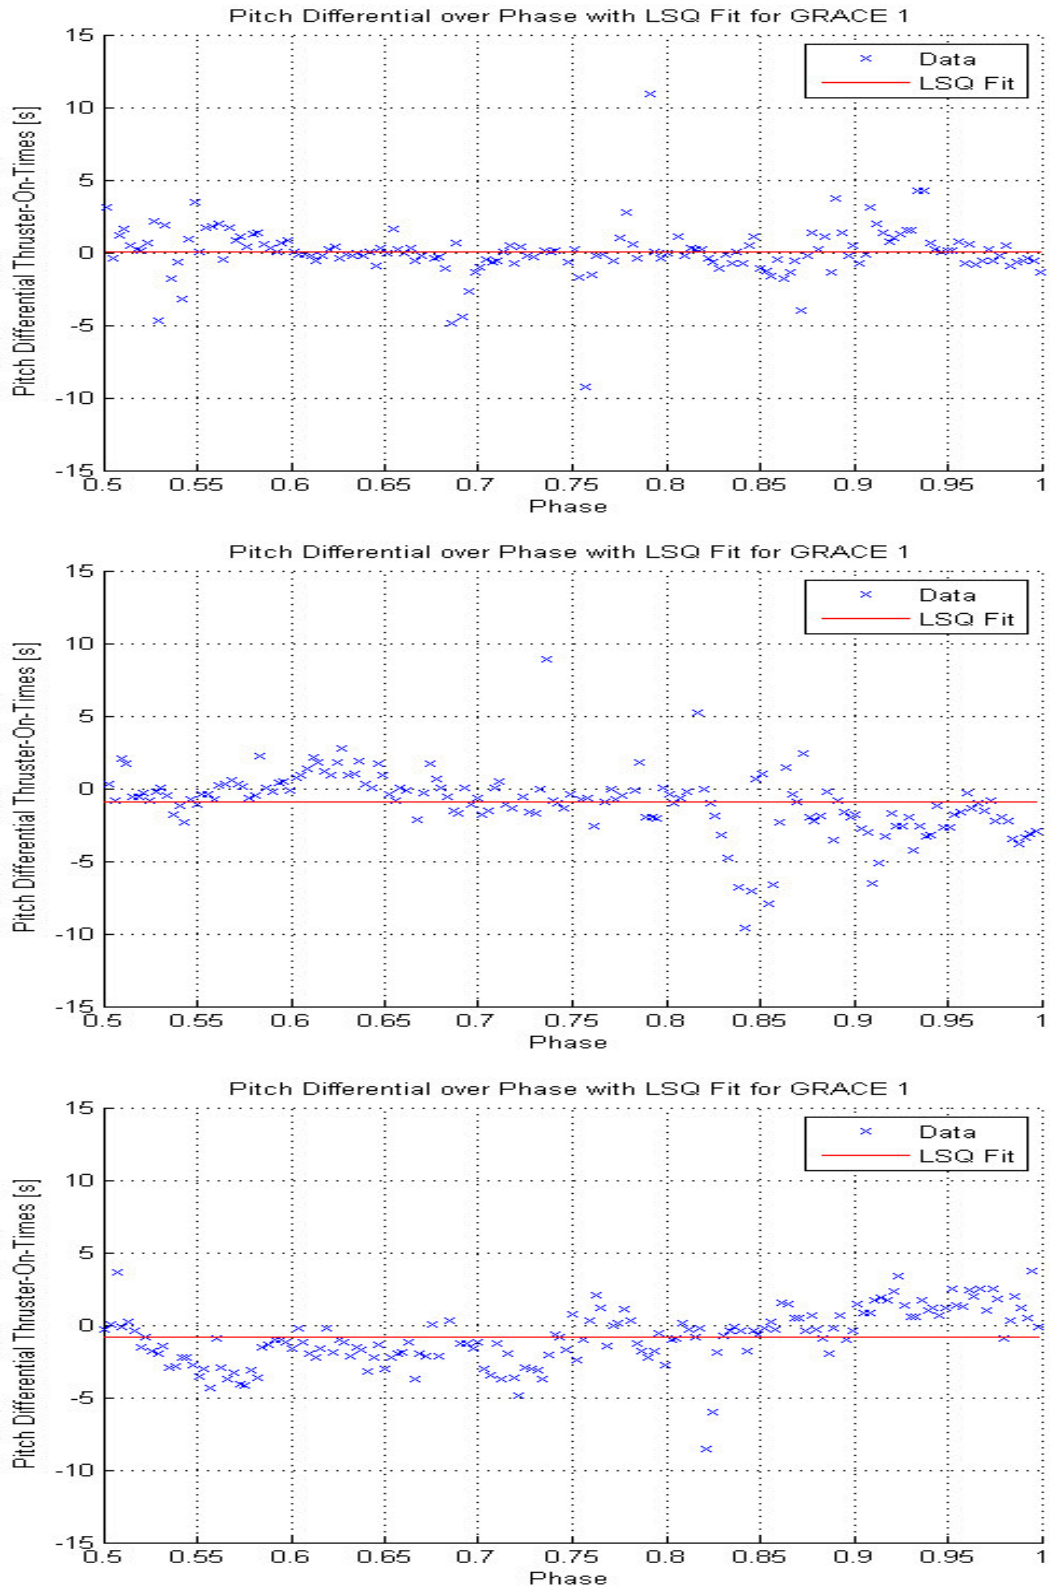 Pitch Differential over Phase with LSQ Fit for GRACE 1
15
10
5
0
-5
-10
-15
Pitch Differential Thruster-On-Times [s]
Data
LSQ Fit
0.5 0.55 0.6 0.65 0.7 0.75 0.8 0.85 0.9 0.95 1
Phase
Pitch Differential over Phase with LSQ Fit for GRACE 1
15
10
5
0
-5
-10
-15
Pitch Differential Thruster-On-Times [s]
Data
LSQ Fit
0.5 0.55 0.6 0.65 0.7 0.75 0.8 0.85 0.9 0.95 1
Phase
Pitch Differential over Phase with LSQ Fit for GRACE 1
15
10
5
0
-5
-10
-15
Pitch Differential Thruster-On-Times [s]
Data
LSQ Fit
0.5 0.55 0.6 0.65 0.7 0.75 0.8 0.85 0.9 0.95 1
Phase